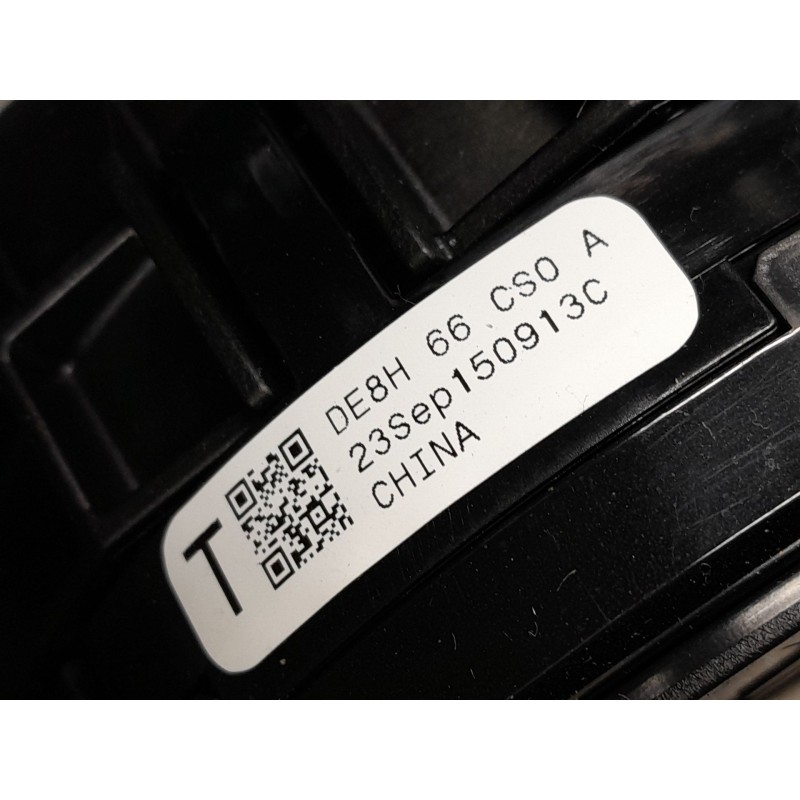 T
DE8H 66 CS0 A
23Sep150913C
CHINA